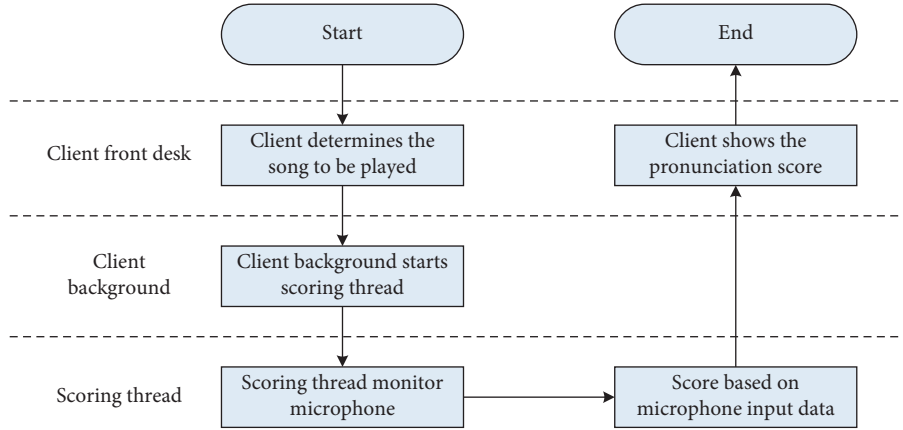 Start
End
Client front desk
Client determines the
song to be played
Client shows the
pronunciation score
Client
background
Client background starts
scoring thread
Scoring thread
Scoring thread monitor
microphone
Score based on
microphone input data